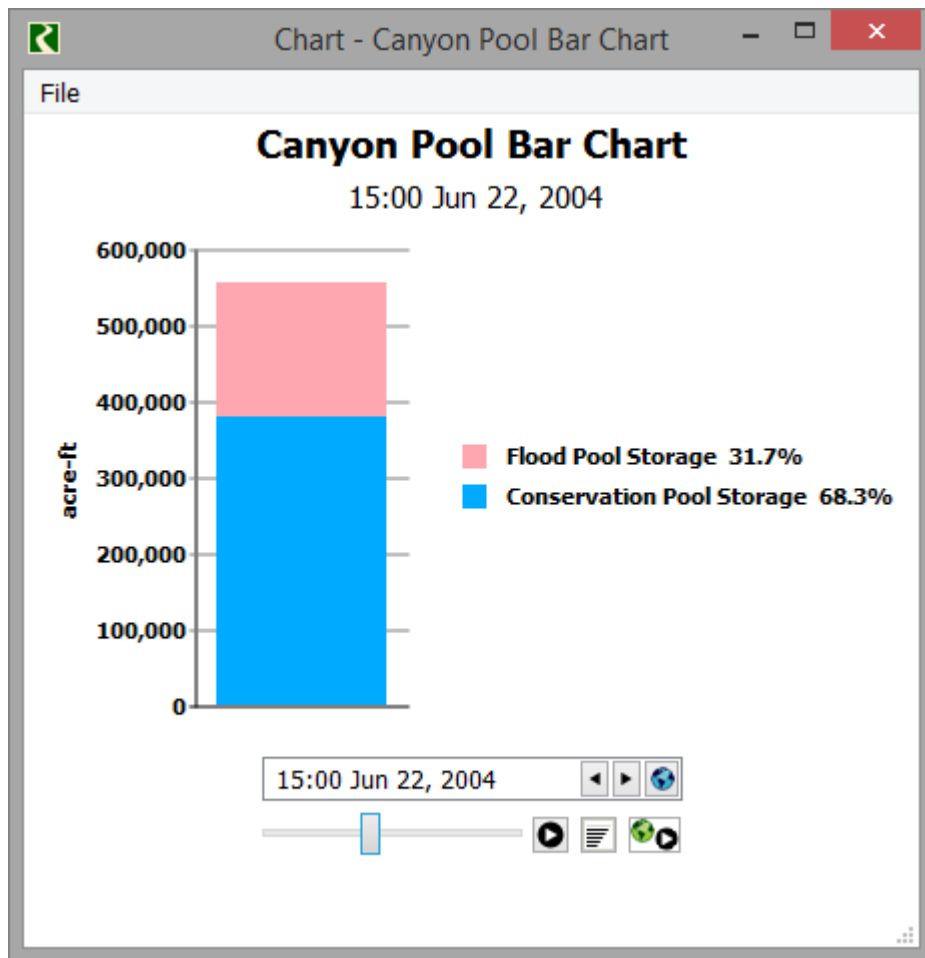 Chart - Canyon Pool Bar Chart
File
Canyon Pool Bar Chart
15:00 Jun 22, 2004
600,000
500,000
400,000
300,000
200,000
100,000
0
acre-ft
Flood Pool Storage 31.7%
Conservation Pool Storage 68.3%
15:00 Jun 22, 2004